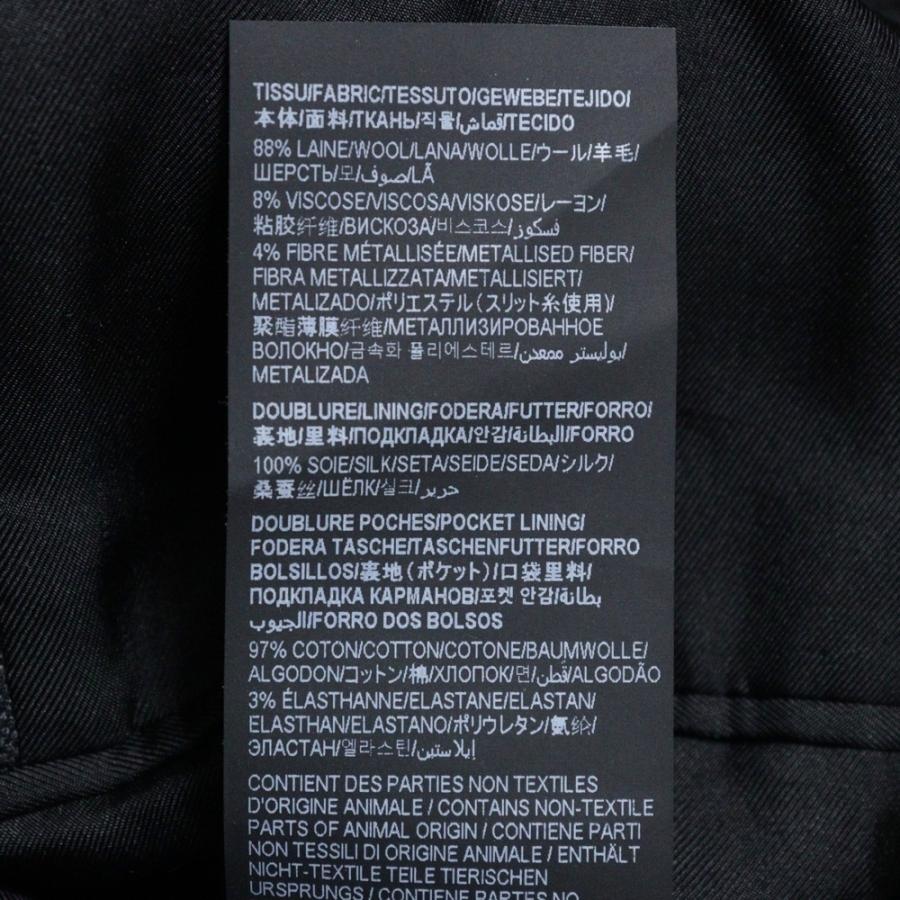 TISSU/FABRIC/TESSUTO/GEWEBE/TEJIDO/
本体/面料/ТКАНЬ/직물/قماش/TECIDO
88% LAINE/WOOL/LANA/WOLLE/ウール/羊毛/
ШЕРСТЬ/모/صوف/LÃ
8% VISCOSE/VISCOSA/VISKOSE/レーヨン/
粘胶纤维/ВИСКОЗА/비스코스/فسكوز
4% FIBRE MÉTALLISÉE/METALLISED FIBER/
FIBRA METALLIZZATA/METALLISIERT/
METALIZADO/ポリエステル（スリット糸使用）/
聚酯薄膜纤维/МЕТАЛЛИЗИРОВАННОЕ
ВОЛОКНО/금속화 폴리에스테르/بوليستر ممعدن/
METALIZADA
DOUBLURE/LINING/FODERA/FUTTER/FORRO/
裏地/里料/ПОДКЛАДКА/안감/البطانة/FORRO
100% SOIE/SILK/SETA/SEIDE/SEDA/シルク/
桑蚕丝/ШЁЛК/실크/حرير
DOUBLURE POCHES/POCKET LINING/
FODERA TASCHE/TASCHENFUTTER/FORRO
BOLSILLOS/裏地（ポケット）/口袋里料/
ПОДКЛАДКА КАРМАНОВ/포켓 안감/بطانة
الجيوب/FORRO DOS BOLSOS
97% COTON/COTTON/COTONE/BAUMWOLLE/
ALGODON/コットン/棉/ХЛОПОК/면/قطن/ALGODÃO
3% ÉLASTHANNE/ELASTANE/ELASTAN/
ELASTHAN/ELASTANO/ポリウレタン/氨纶/
ЭЛАСТАН/엘라스틴/إيلاستين
CONTIENT DES PARTIES NON TEXTILES
D'ORIGINE ANIMALE / CONTAINS NON-TEXTILE
PARTS OF ANIMAL ORIGIN / CONTIENE PARTI
NON TESSILI DI ORIGINE ANIMALE / ENTHÄLT
NICHT-TEXTILE TEILE TIERISCHEN
URSPRUNGS / CONTIENE PARTES NO